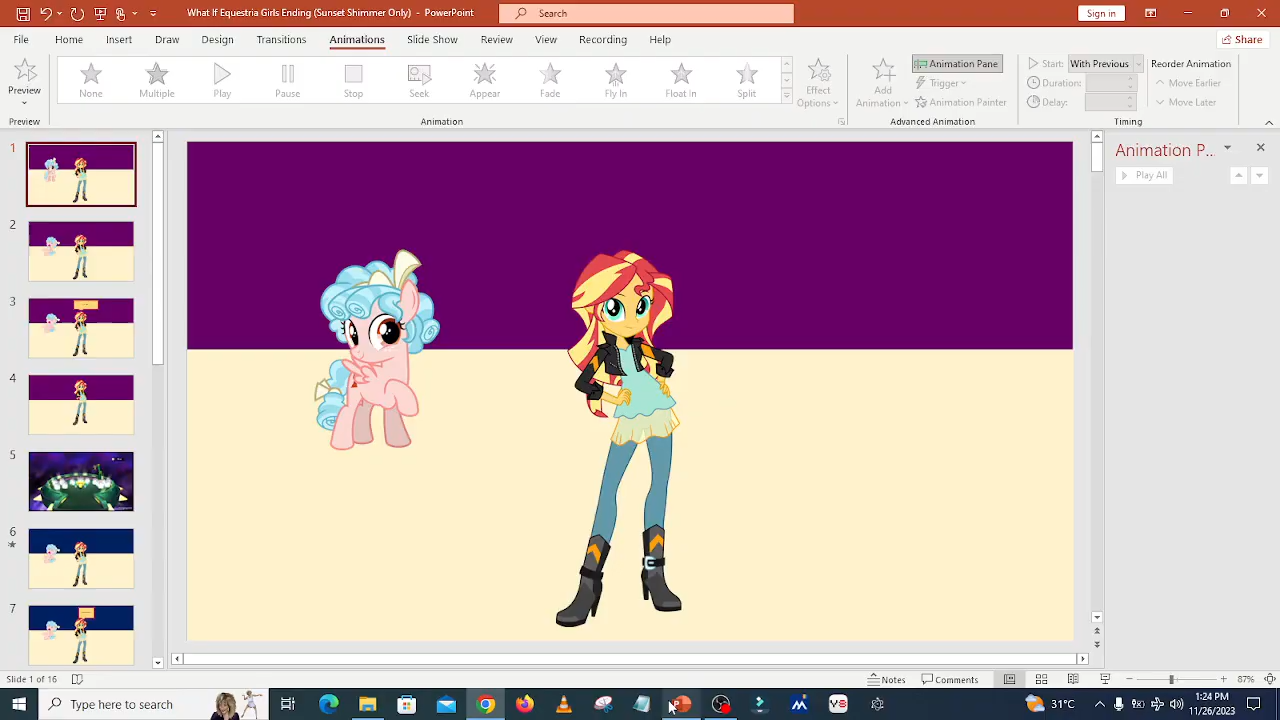 What If Equestria Girls Ending (Sunset Shimmer Only) - PowerPoint
Search
Sign in
File Home Insert Draw Design Transitions Animations Slide Show Review View Recording Help
Share
Preview
None Multiple Play Pause Stop Seek Appear Fade Fly In Float In Split
Effect Options
Add Animation
Animation Pane
Trigger
Animation Painter
Start: With Previous
Duration:
Delay:
Reorder Animation
Move Earlier
Move Later
Preview Animation Advanced Animation Timing
1
2
3
4
5
6
7
Animation P...
Play All
Slide 1 of 16
Notes Comments 87%
Type here to search
31°C
1:24 PM
11/26/2023